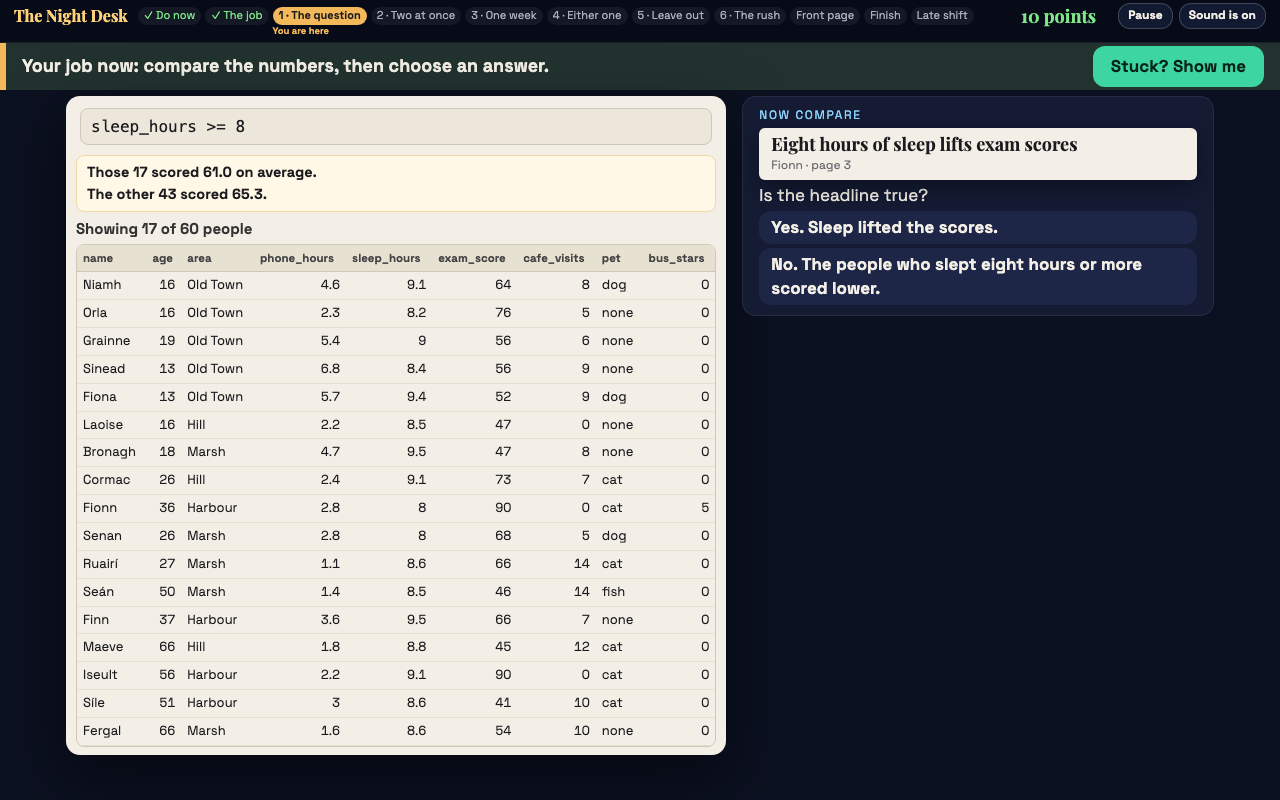 The Night Desk ✓ Do now ✓ The job 1 · The question 2 · Two at once 3 · One week 4 · Either one 5 · Leave out 6 · The rush Front page Finish Late shift 10 points Pause Sound is on
You are here
Your job now: compare the numbers, then choose an answer. Stuck? Show me
sleep_hours >= 8
Those 17 scored 61.0 on average.
The other 43 scored 65.3.
Showing 17 of 60 people
name age area phone_hours sleep_hours exam_score cafe_visits pet bus_stars
Niamh 16 Old Town 4.6 9.1 64 8 dog 0
Orla 16 Old Town 2.3 8.2 76 5 none 0
Grainne 19 Old Town 5.4 9 56 6 none 0
Sinead 13 Old Town 6.8 8.4 56 9 none 0
Fiona 13 Old Town 5.7 9.4 52 9 dog 0
Laoise 16 Hill 2.2 8.5 47 0 none 0
Bronagh 18 Marsh 4.7 9.5 47 8 none 0
Cormac 26 Hill 2.4 9.1 73 7 cat 0
Fionn 36 Harbour 2.8 8 90 0 cat 5
Senan 26 Marsh 2.8 8 68 5 dog 0
Ruairí 27 Marsh 1.1 8.6 66 14 cat 0
Seán 50 Marsh 1.4 8.5 46 14 fish 0
Finn 37 Harbour 3.6 9.5 66 7 none 0
Maeve 66 Hill 1.8 8.8 45 12 cat 0
Iseult 56 Harbour 2.2 9.1 90 0 cat 0
Síle 51 Harbour 3 8.6 41 10 cat 0
Fergal 66 Marsh 1.6 8.6 54 10 none 0
NOW COMPARE
Eight hours of sleep lifts exam scores
Fionn · page 3
Is the headline true?
Yes. Sleep lifted the scores.
No. The people who slept eight hours or more
scored lower.